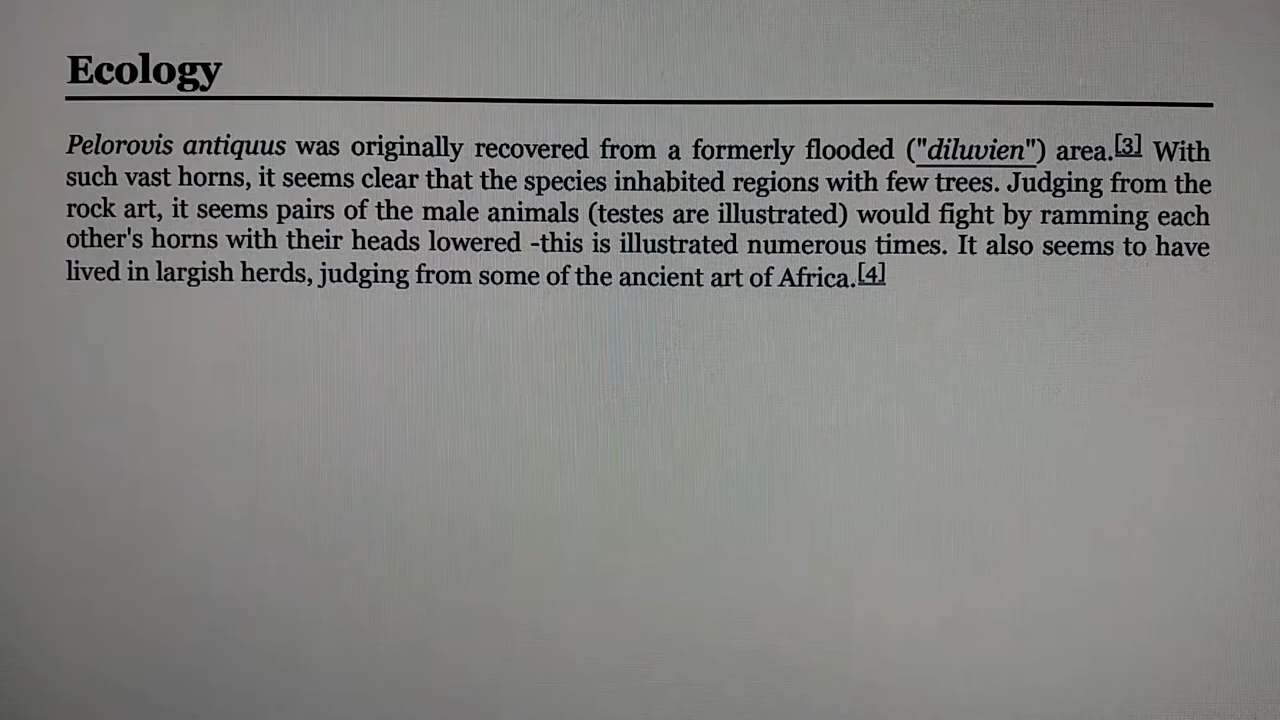 Ecology
Pelorovis antiquus was originally recovered from a formerly flooded ("diluvien") area.[3] With
such vast horns, it seems clear that the species inhabited regions with few trees. Judging from the
rock art, it seems pairs of the male animals (testes are illustrated) would fight by ramming each
other's horns with their heads lowered -this is illustrated numerous times. It also seems to have
lived in largish herds, judging from some of the ancient art of Africa.[4]